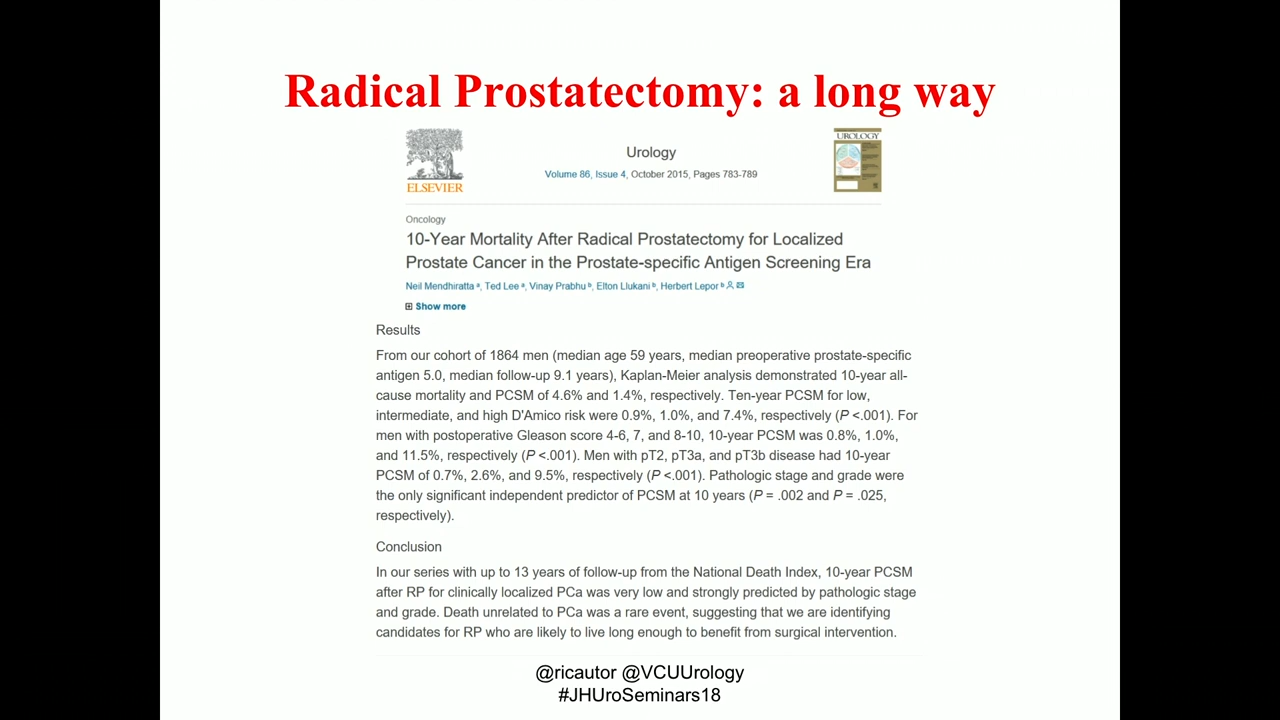 Radical Prostatectomy: a long way
ELSEVIER
Urology
Volume 86, Issue 4, October 2015, Pages 783-789
UROLOGY
Oncology
10-Year Mortality After Radical Prostatectomy for Localized
Prostate Cancer in the Prostate-specific Antigen Screening Era
Neil Mendhiratta a, Ted Lee a, Vinay Prabhu b, Elton Llukani b, Herbert Lepor b
Show more
Results
From our cohort of 1864 men (median age 59 years, median preoperative prostate-specific
antigen 5.0, median follow-up 9.1 years), Kaplan-Meier analysis demonstrated 10-year all-
cause mortality and PCSM of 4.6% and 1.4%, respectively. Ten-year PCSM for low,
intermediate, and high D'Amico risk were 0.9%, 1.0%, and 7.4%, respectively (P <.001). For
men with postoperative Gleason score 4-6, 7, and 8-10, 10-year PCSM was 0.8%, 1.0%,
and 11.5%, respectively (P <.001). Men with pT2, pT3a, and pT3b disease had 10-year
PCSM of 0.7%, 2.6%, and 9.5%, respectively (P <.001). Pathologic stage and grade were
the only significant independent predictor of PCSM at 10 years (P = .002 and P = .025,
respectively).
Conclusion
In our series with up to 13 years of follow-up from the National Death Index, 10-year PCSM
after RP for clinically localized PCa was very low and strongly predicted by pathologic stage
and grade. Death unrelated to PCa was a rare event, suggesting that we are identifying
candidates for RP who are likely to live long enough to benefit from surgical intervention.
@ricautor @VCUUrology
#JHUroSeminars18